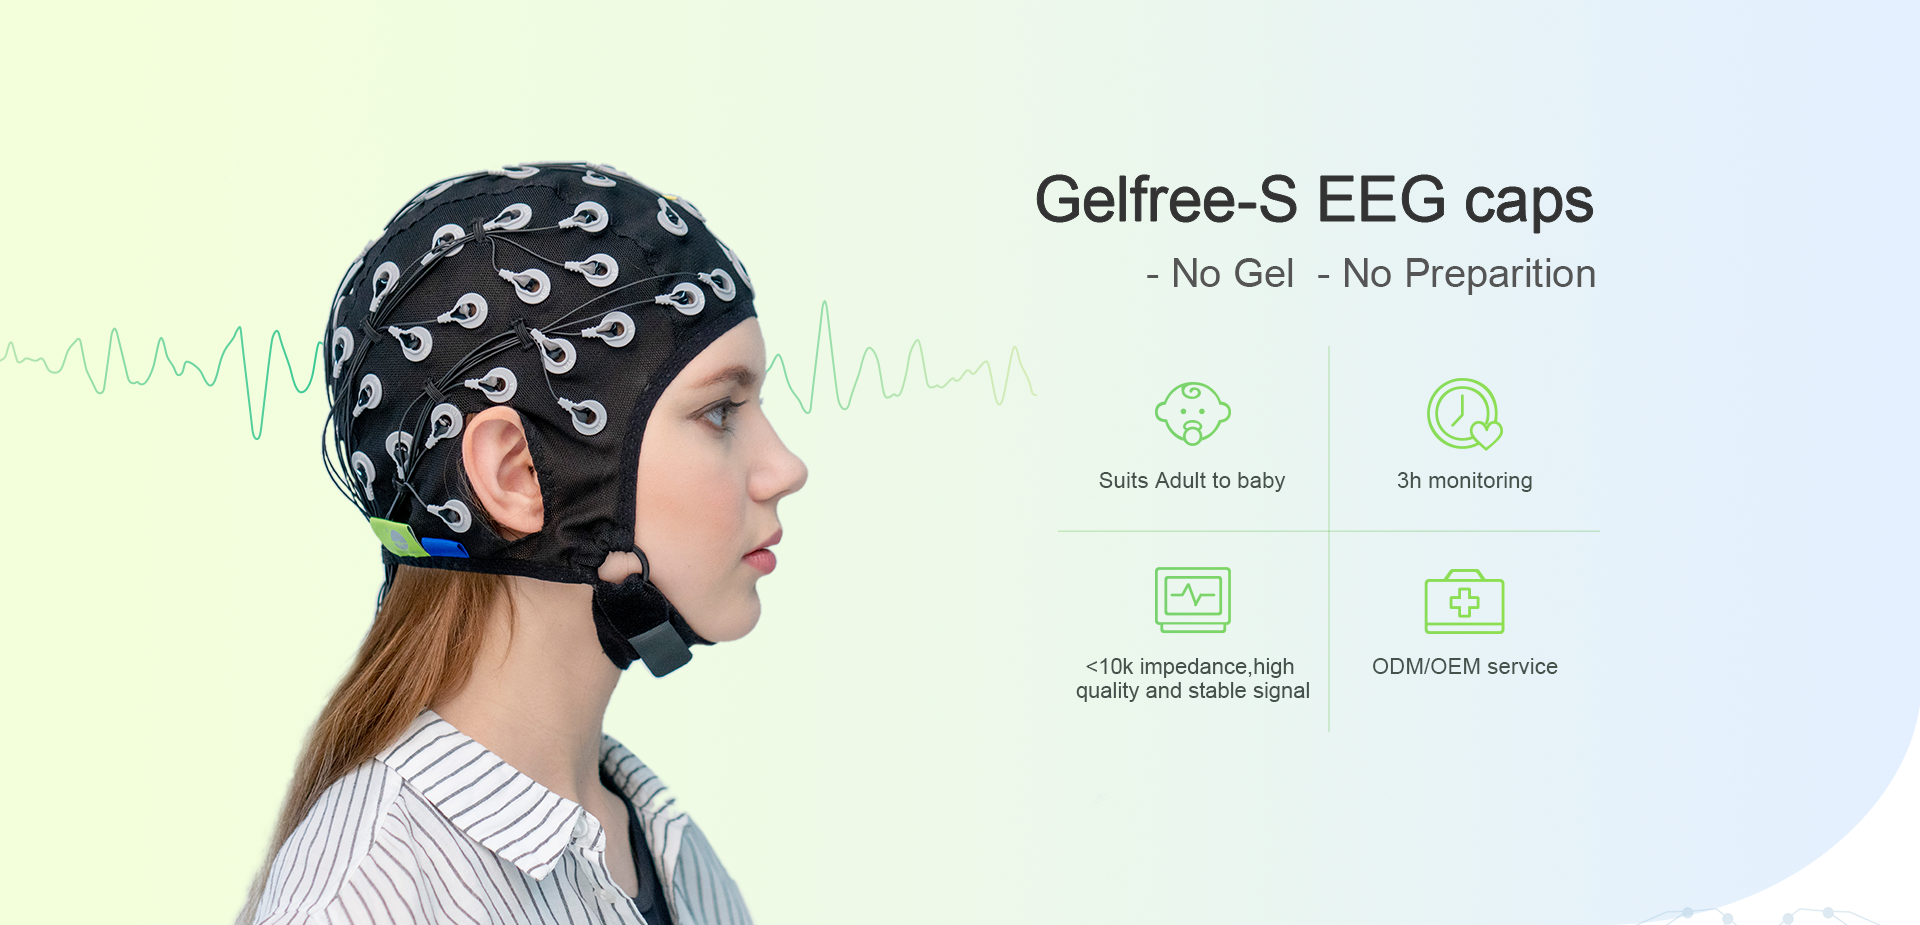 Gelfree-S EEG caps
- No Gel - No Preparition
Suits Adult to baby
3h monitoring
<10k impedance,high
quality and stable signal
ODM/OEM service